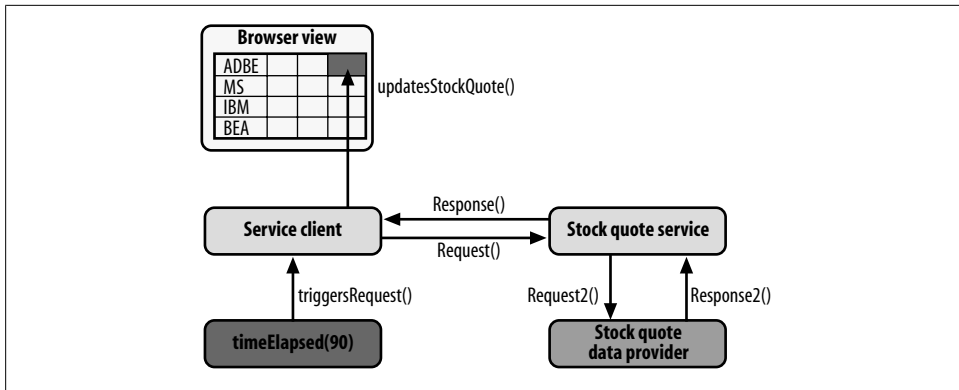 Browser view
ADBE
MS
IBM
BEA
updatesStockQuote()
Response()
Service client
Stock quote service
Request()
triggersRequest()
Request2()
Response2()
timeElapsed(90)
Stock quote
data provider